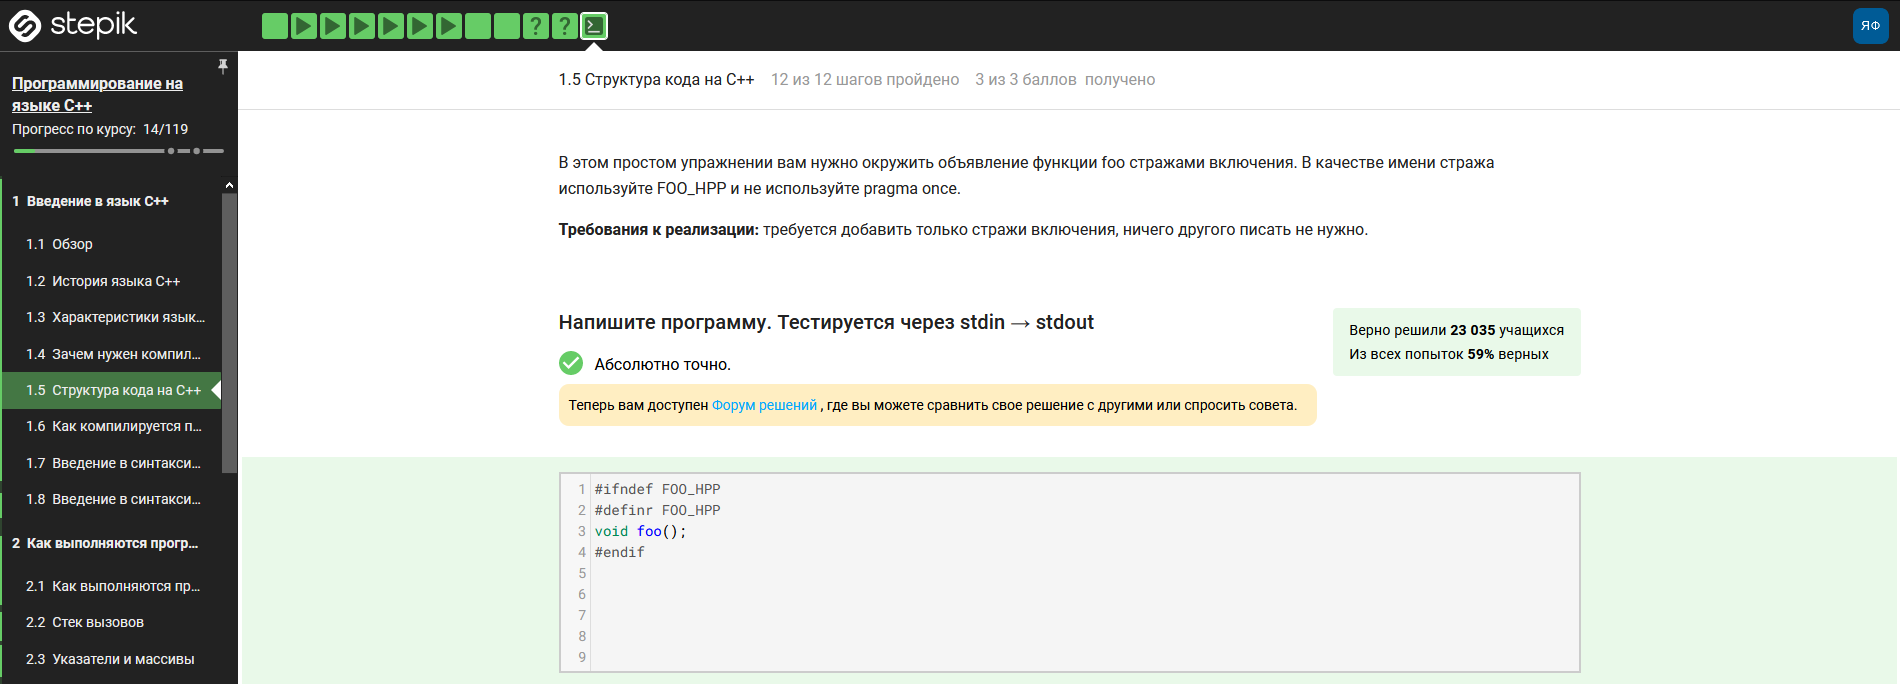 stepik
? ?
ЯФ
Программирование на
языке C++
Прогресс по курсу: 14/119
1 Введение в язык C++
1.1 Обзор
1.2 История языка C++
1.3 Характеристики язык...
1.4 Зачем нужен компил...
1.5 Структура кода на C++
1.6 Как компилируется п...
1.7 Введение в синтакси...
1.8 Введение в синтакси...
2 Как выполняются прогр...
2.1 Как выполняются пр...
2.2 Стек вызовов
2.3 Указатели и массивы
1.5 Структура кода на C++ 12 из 12 шагов пройдено 3 из 3 баллов получено
В этом простом упражнении вам нужно окружить объявление функции foo стражами включения. В качестве имени стража
используйте FOO_HPP и не используйте pragma once.
Требования к реализации: требуется добавить только стражи включения, ничего другого писать не нужно.
Напишите программу. Тестируется через stdin → stdout
Верно решили 23 035 учащихся
Из всех попыток 59% верных
Абсолютно точно.
Теперь вам доступен Форум решений , где вы можете сравнить свое решение с другими или спросить совета.
1 #ifndef FOO_HPP
2 #definr FOO_HPP
3 void foo();
4 #endif
5
6
7
8
9